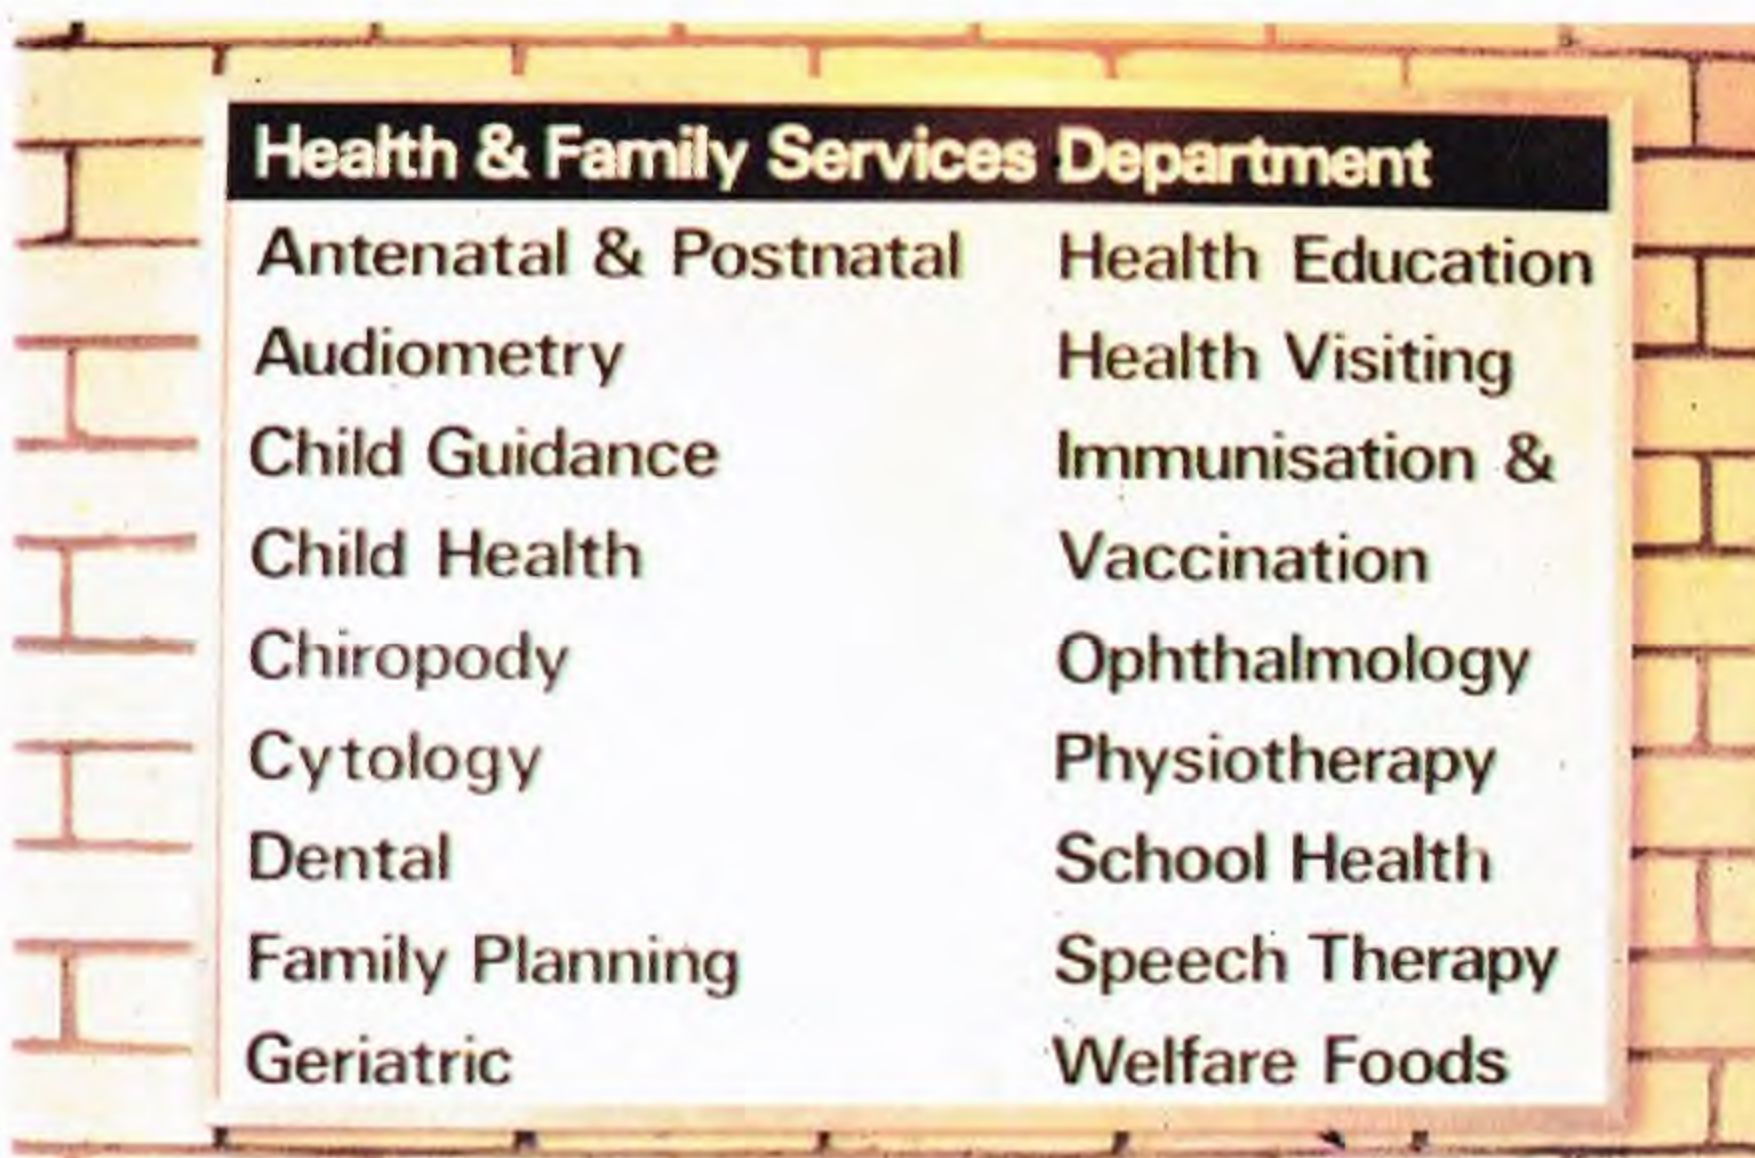 Health & Family Services Department
Antenatal & Postnatal
Audiometry
Child Guidance
Child Health
Chiropody
Cytology
Dental
Family Planning
Geriatric
Health Education
Health Visiting
Immunisation &
Vaccination
Ophthalmology
Physiotherapy
School Health
Speech Therapy
Welfare Foods